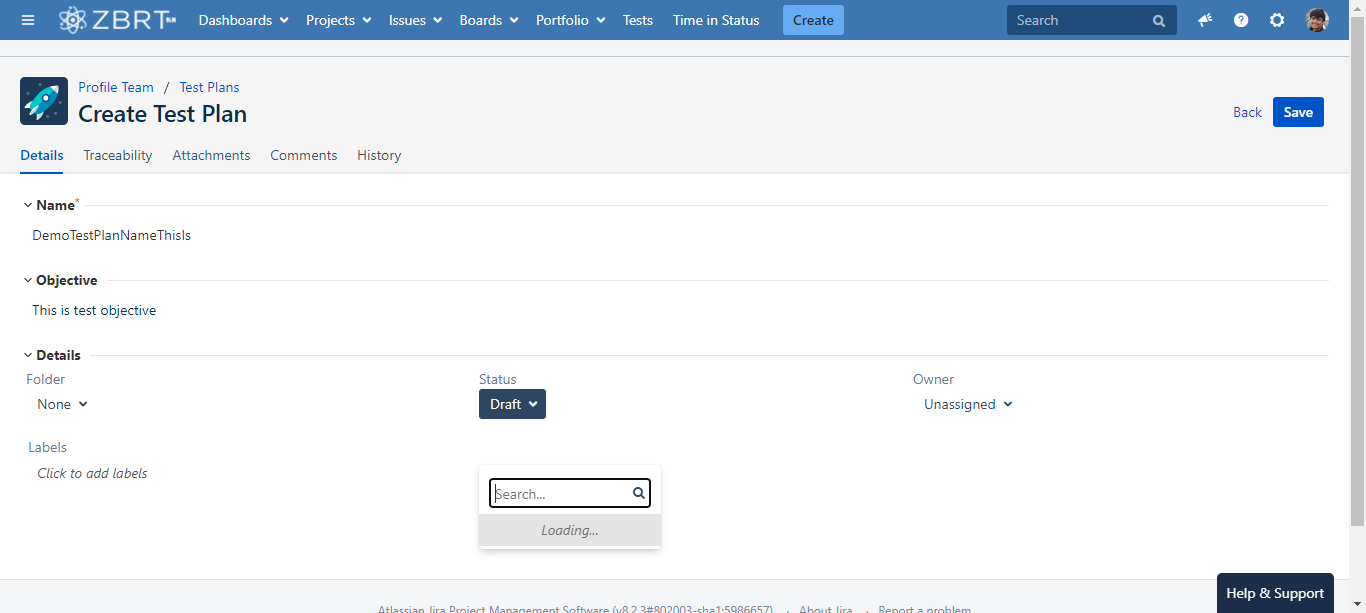 ZBRT Dashboards Projects Issues Boards Portfolio Tests Time in Status Create Search
Profile Team / Test Plans
Create Test Plan
Back Save
Details Traceability Attachments Comments History
Name*
DemoTestPlanNameThisIs
Objective
This is test objective
Details
Folder Status Owner
None Draft Unassigned
Labels
Click to add labels
Search...
Loading...
Help & Support
Atlassian Jira Project Management Software (v8.2.3#802003-sha1:5986657) · About Jira · Report a problem